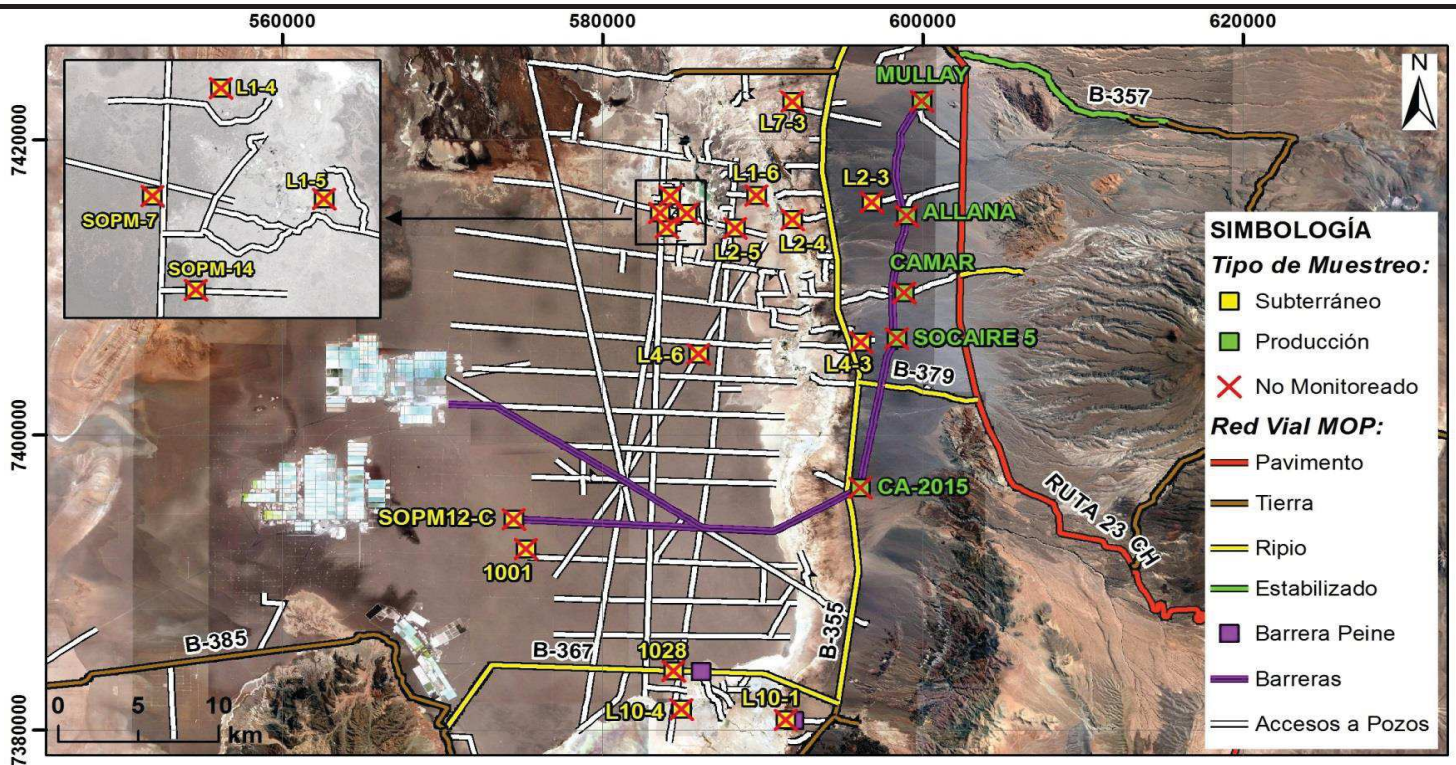 560000
580000
600000
620000
7420000
7400000
7380000
L1-4
L1-5
SOPM-7
SOPM-14
MULLAY
B-357
N
L7-3
L1-6
L2-3
ALLANA
L2-5
L2-4
CAMAR
SOCAIRE 5
L4-6
L4-3
B-379
CA-2015
SOPM12-C
1001
RUTA 23 CH
B-385
B-367
1028
B-355
L10-4
L10-1
0 5 10
km
SIMBOLOGÍA
Tipo de Muestreo:
Subterráneo
Producción
No Monitoreado
Red Vial MOP:
Pavimento
Tierra
Ripio
Estabilizado
Barrera Peine
Barreras
Accesos a Pozos